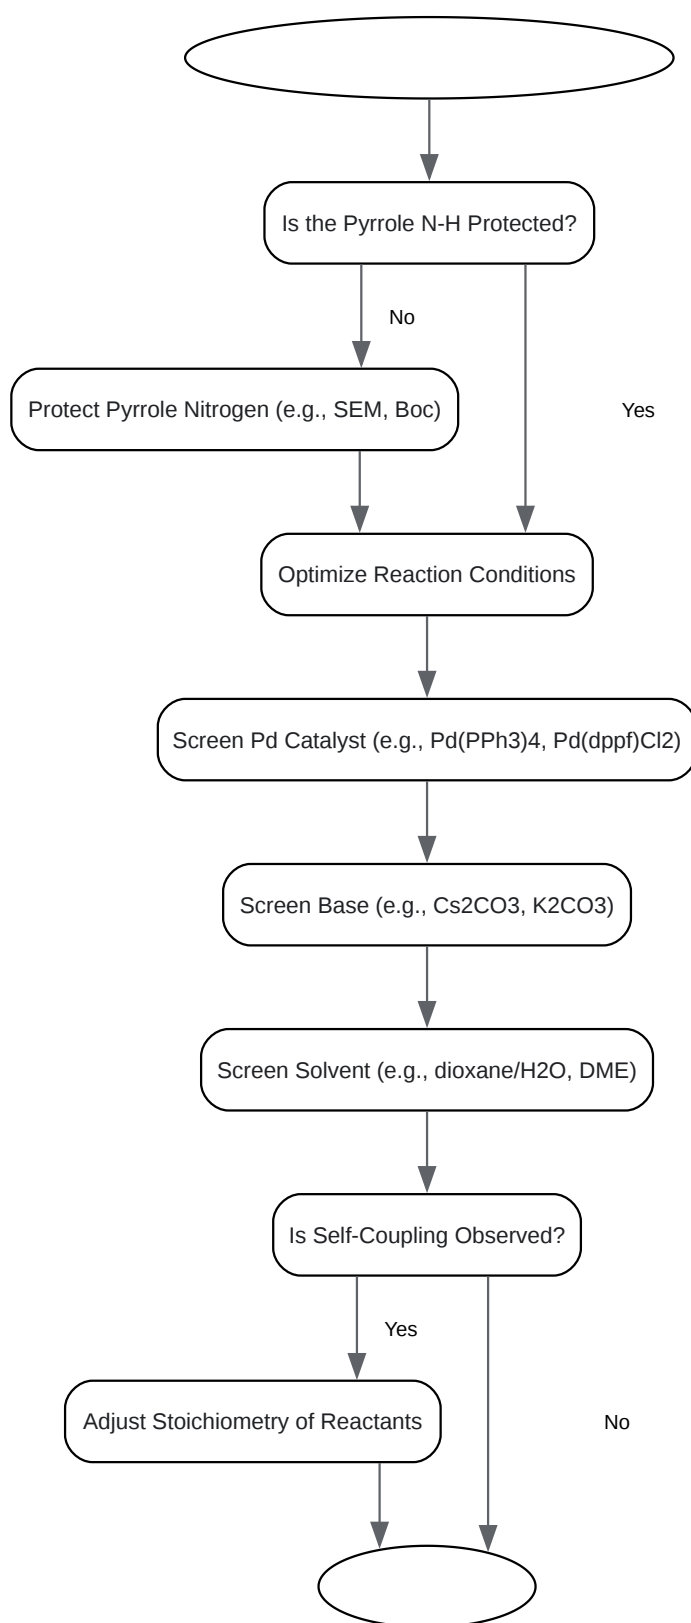 Is the Pyrrole N-H Protected?
No
Protect Pyrrole Nitrogen (e.g., SEM, Boc)
Yes
Optimize Reaction Conditions
Screen Pd Catalyst (e.g., Pd(PPh3)4, Pd(dppf)Cl2)
Screen Base (e.g., Cs2CO3, K2CO3)
Screen Solvent (e.g., dioxane/H2O, DME)
Is Self-Coupling Observed?
Yes
Adjust Stoichiometry of Reactants
No